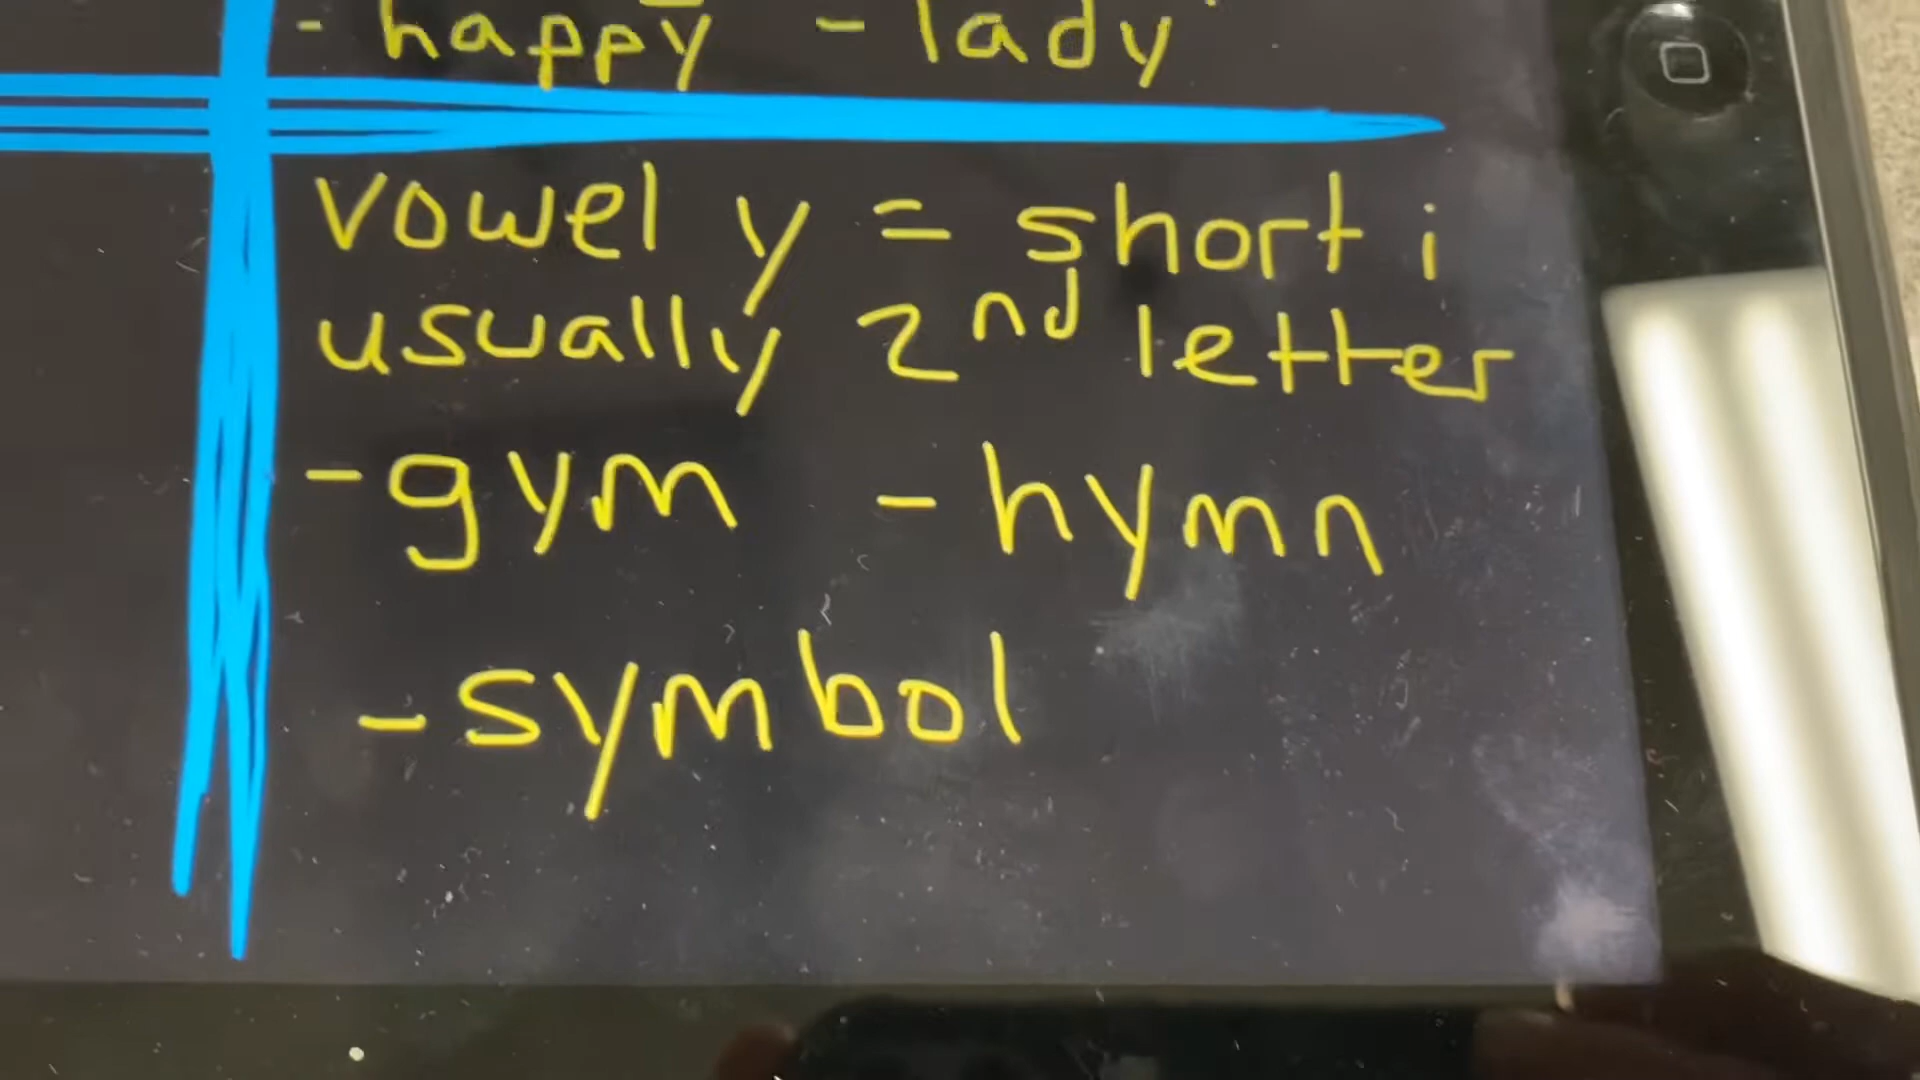 - happy - lady
vowel y = short i
usually 2nd letter
- gym - hymn
- symbol